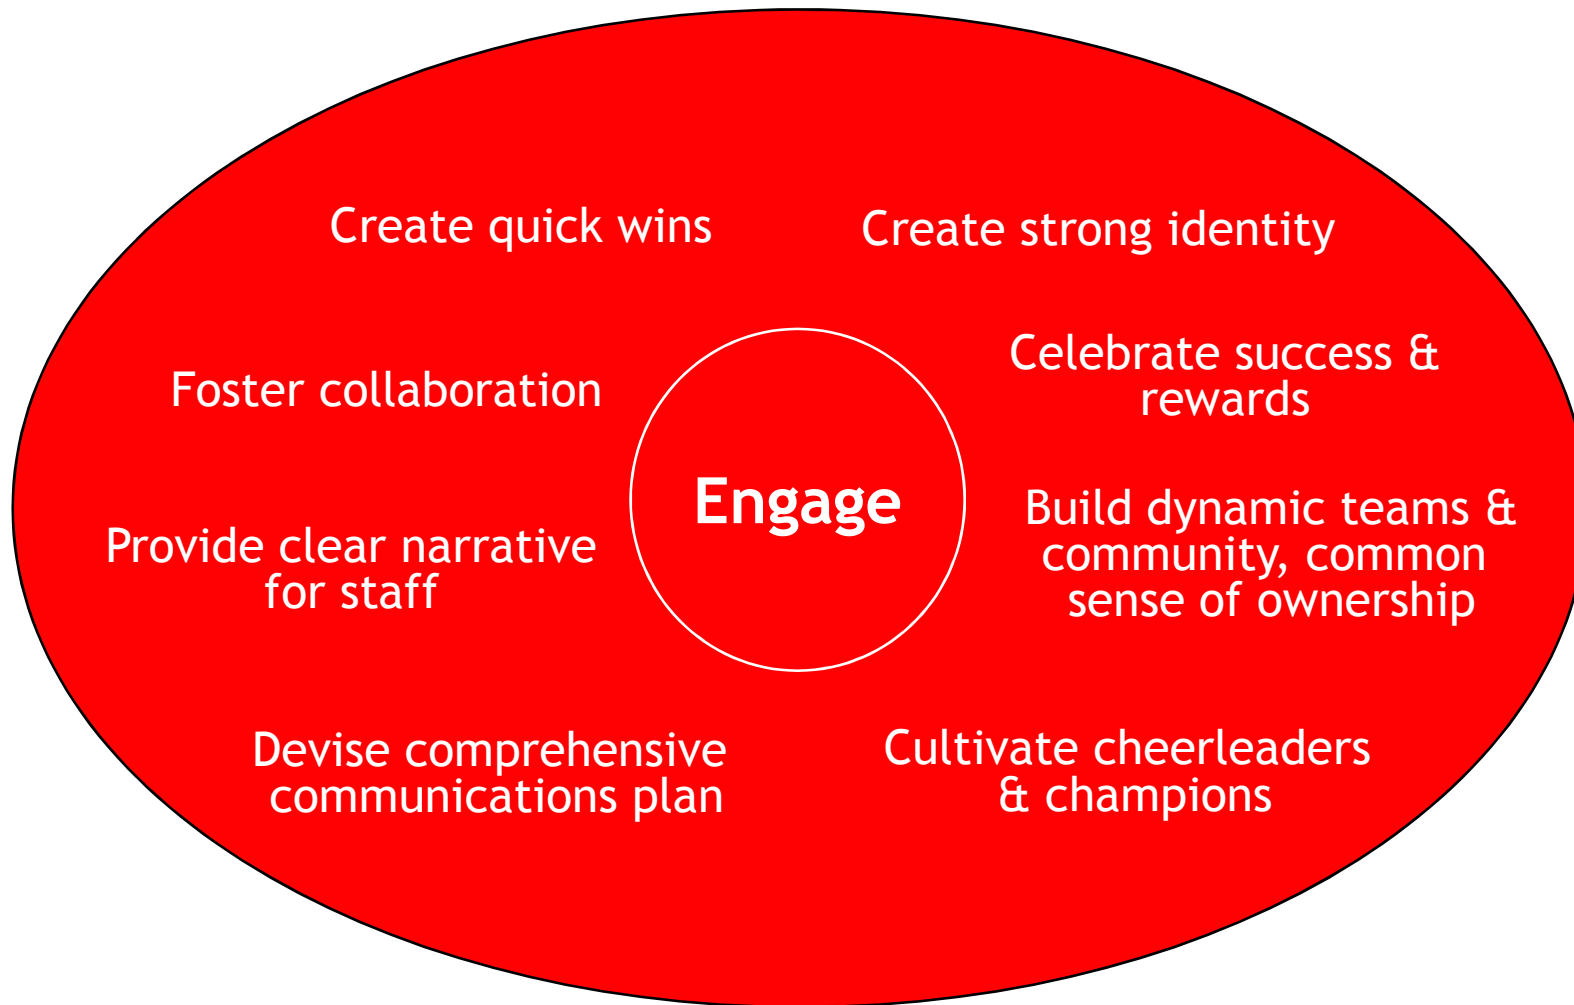 Create quick wins
Create strong identity
Foster collaboration
Celebrate success &
rewards
Engage
Provide clear narrative
for staff
Build dynamic teams &
community, common
sense of ownership
Devise comprehensive
communications plan
Cultivate cheerleaders
& champions